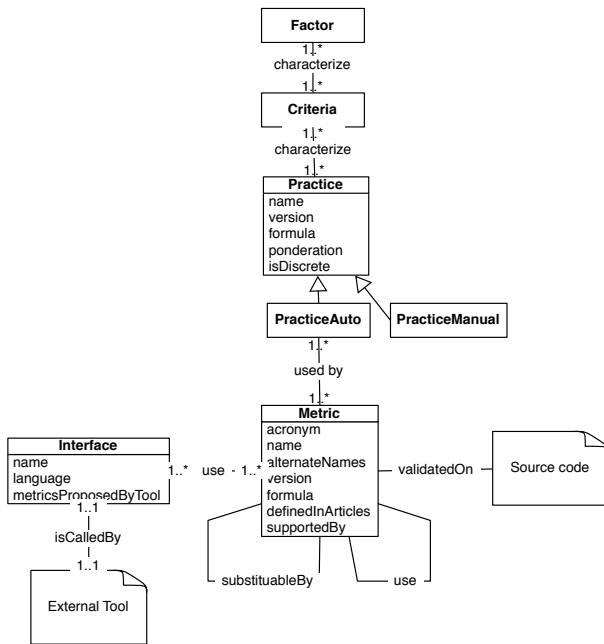 Factor
1..*
characterize
1..*
Criteria
1..*
characterize
1..*
Practice
name
version
formula
ponderation
isDiscrete
PracticeAuto
PracticeManual
1..*
used by
1..*
Metric
acronym
name
alternateNames
version
formula
definedInArticles
supportedBy
Interface
name
language
metricsProposedByTool
1..* use 1..*
validatedOn
Source code
1..1
isCalledBy
1..1
External Tool
substituableBy
use